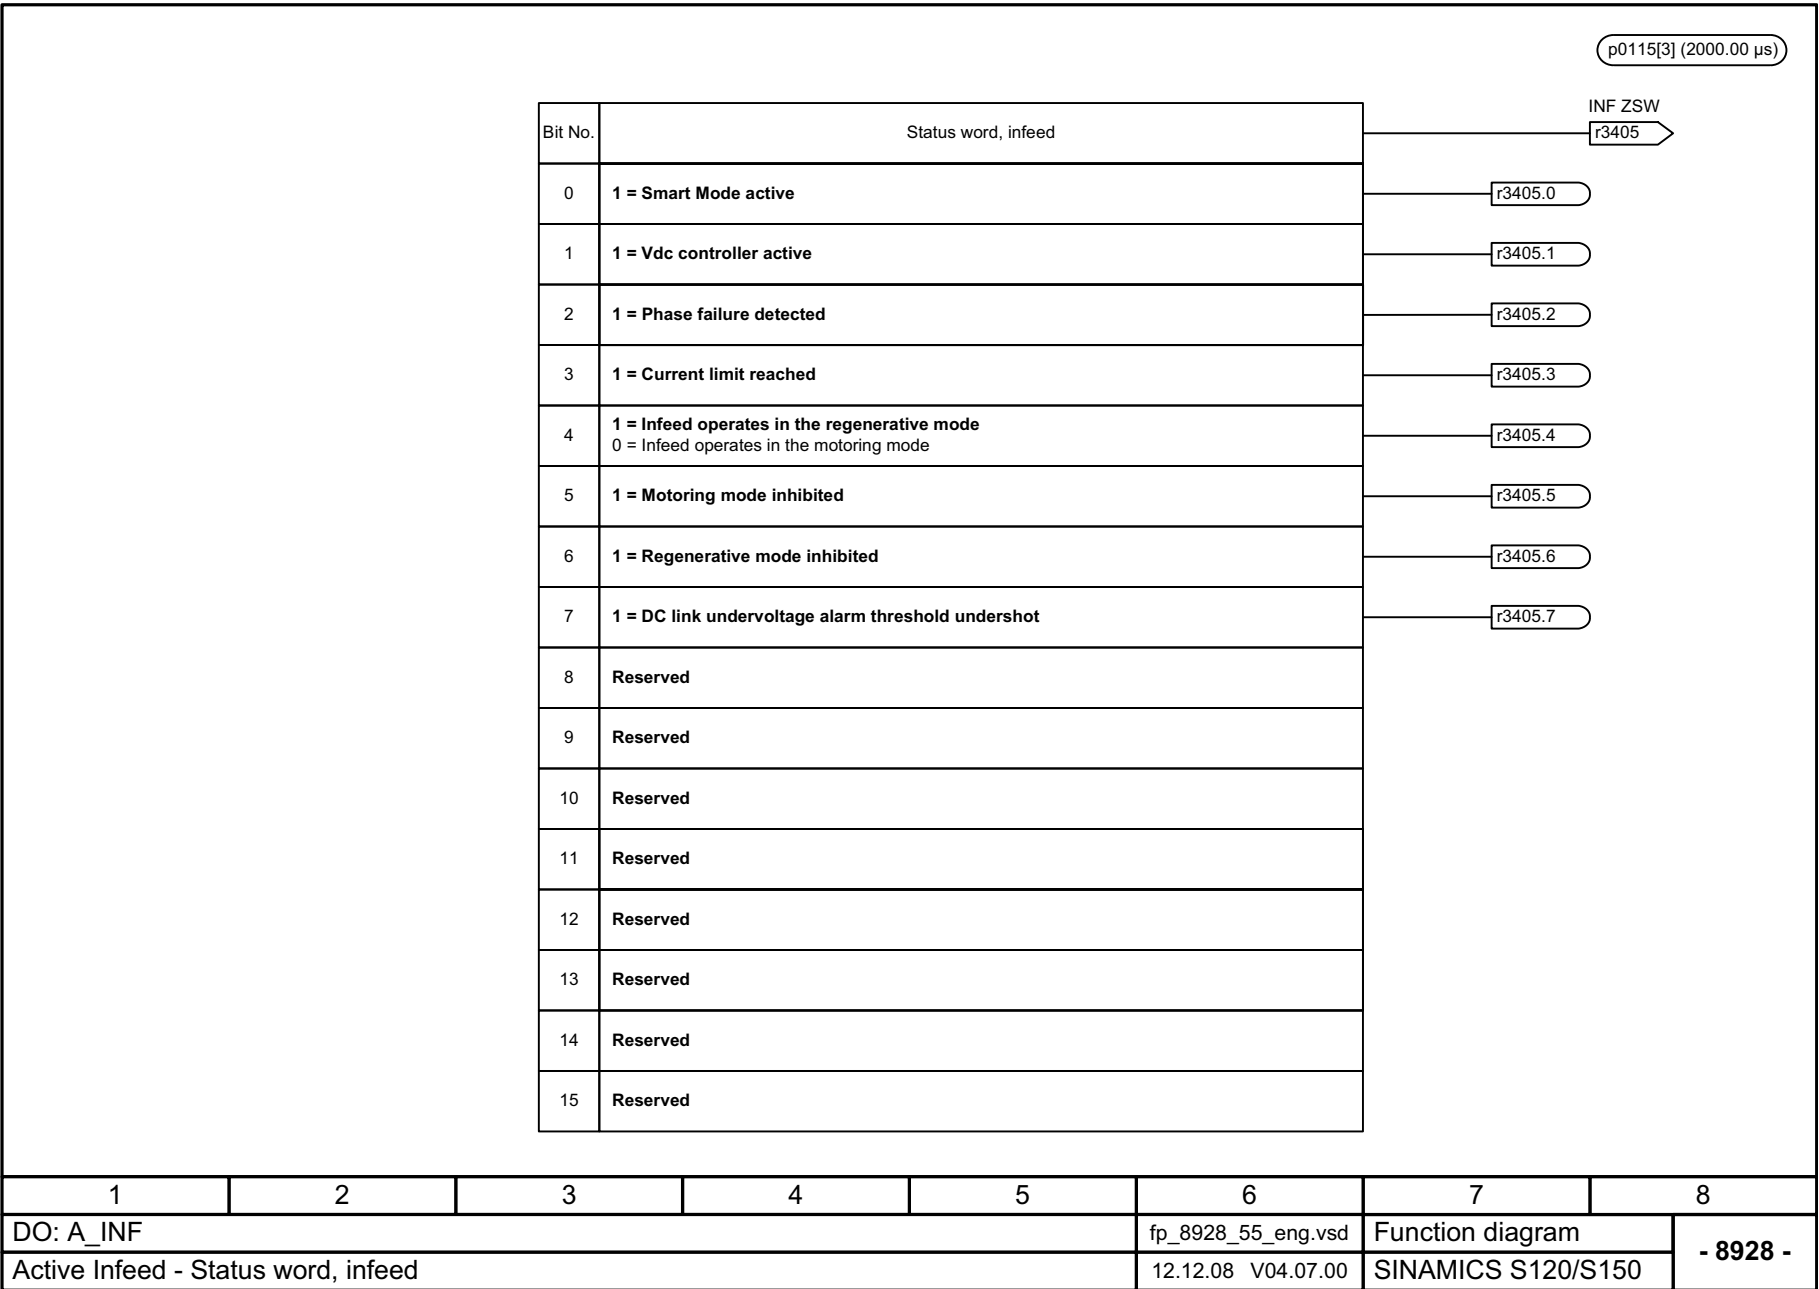 p0115[3] (2000.00 µs)
INF ZSW
Bit No. Status word, infeed r3405
0 1 = Smart Mode active r3405.0
1 1 = Vdc controller active r3405.1
2 1 = Phase failure detected r3405.2
3 1 = Current limit reached r3405.3
4 1 = Infeed operates in the regenerative mode
0 = Infeed operates in the motoring mode r3405.4
5 1 = Motoring mode inhibited r3405.5
6 1 = Regenerative mode inhibited r3405.6
7 1 = DC link undervoltage alarm threshold undershot r3405.7
8 Reserved
9 Reserved
10 Reserved
11 Reserved
12 Reserved
13 Reserved
14 Reserved
15 Reserved
1 2 3 4 5 6 7 8
DO: A_INF fp_8928_55_eng.vsd Function diagram - 8928 -
Active Infeed - Status word, infeed 12.12.08 V04.07.00 SINAMICS S120/S150